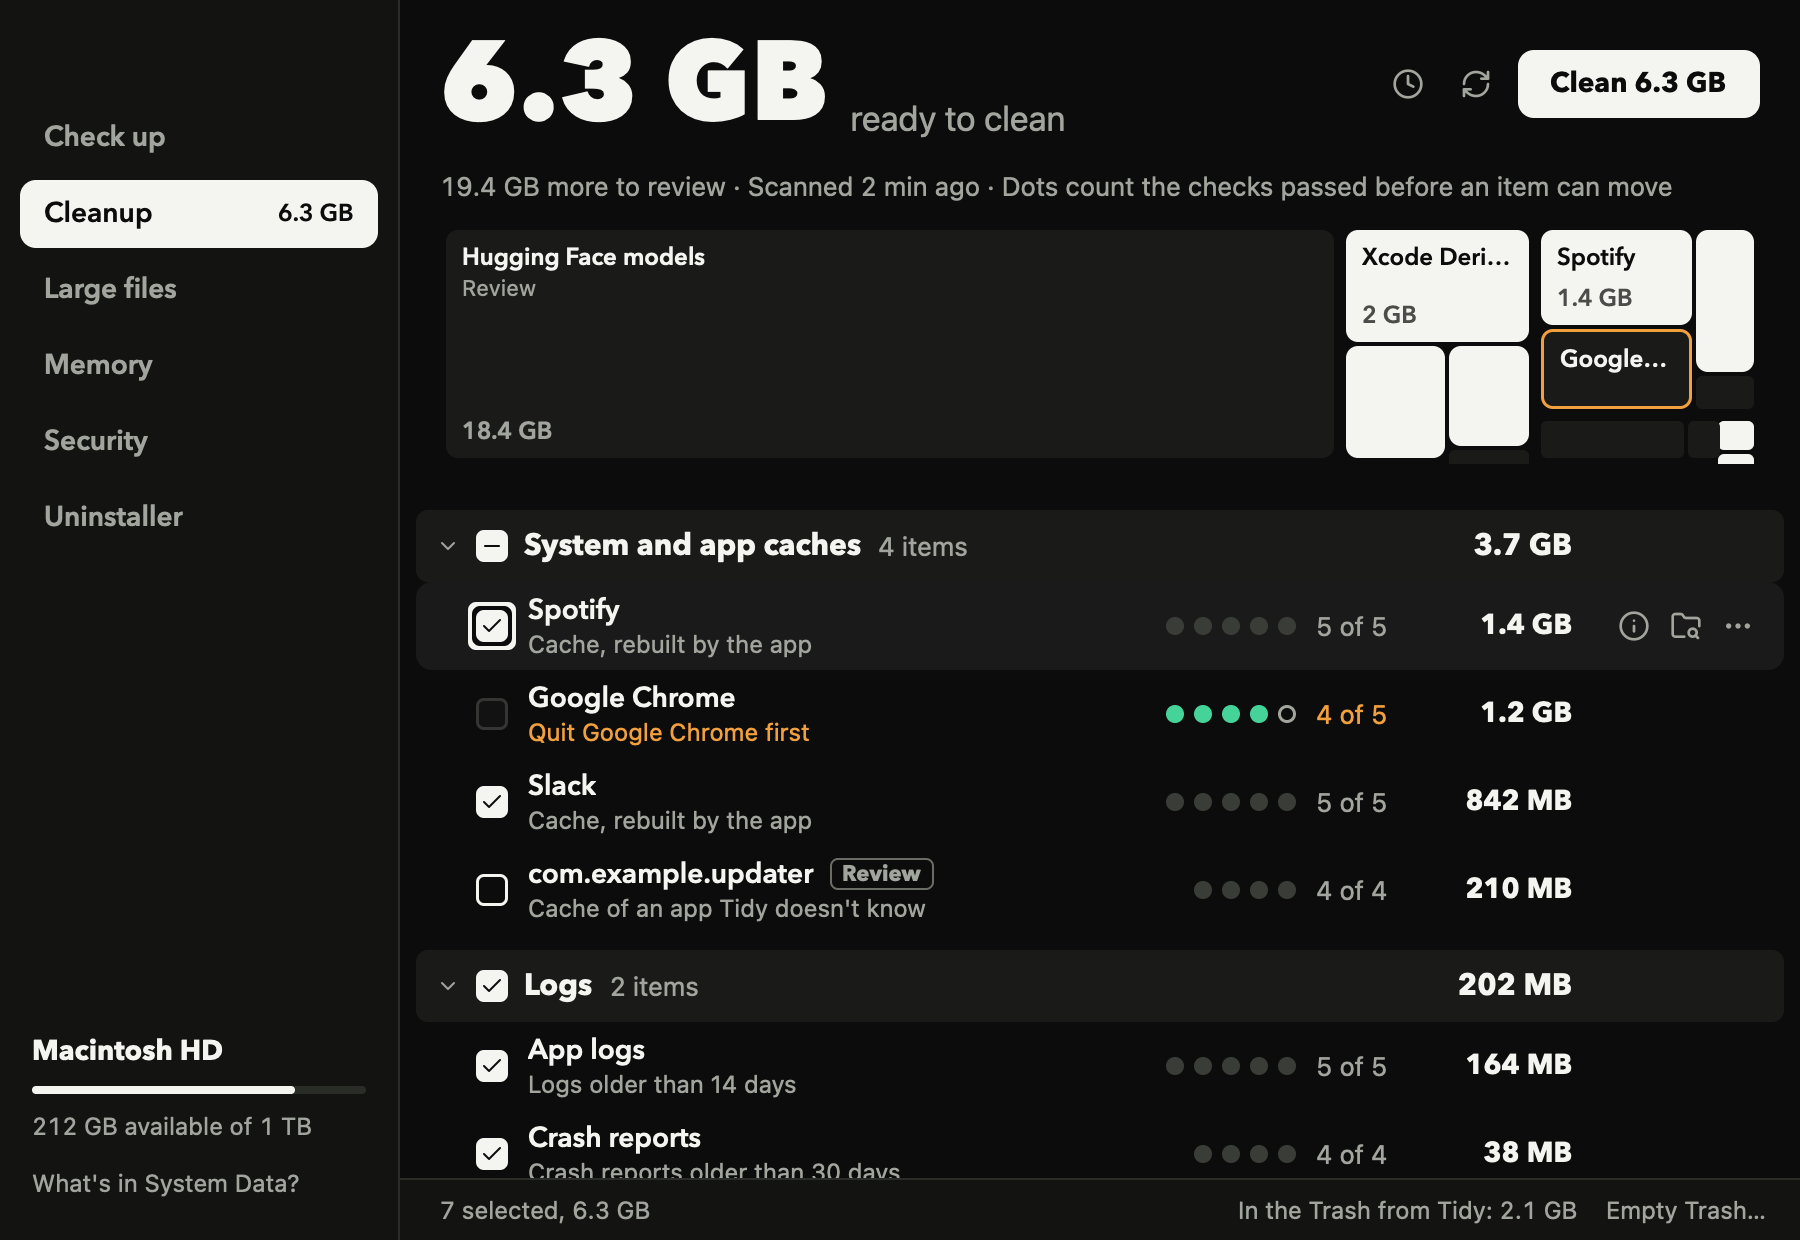 Check up
Cleanup 6.3 GB
Large files
Memory
Security
Uninstaller
Macintosh HD
212 GB available of 1 TB
What's in System Data?
6.3 GB ready to clean
Clean 6.3 GB
19.4 GB more to review · Scanned 2 min ago · Dots count the checks passed before an item can move
Hugging Face models
Review
18.4 GB
Xcode Deri...
2 GB
Spotify
1.4 GB
Google...
System and app caches 4 items 3.7 GB
Spotify
Cache, rebuilt by the app
5 of 5 1.4 GB
Google Chrome
Quit Google Chrome first
4 of 5 1.2 GB
Slack
Cache, rebuilt by the app
5 of 5 842 MB
com.example.updater Review
Cache of an app Tidy doesn't know
4 of 4 210 MB
Logs 2 items 202 MB
App logs
Logs older than 14 days
5 of 5 164 MB
Crash reports
Crash reports older than 30 days
4 of 4 38 MB
7 selected, 6.3 GB
In the Trash from Tidy: 2.1 GB Empty Trash...